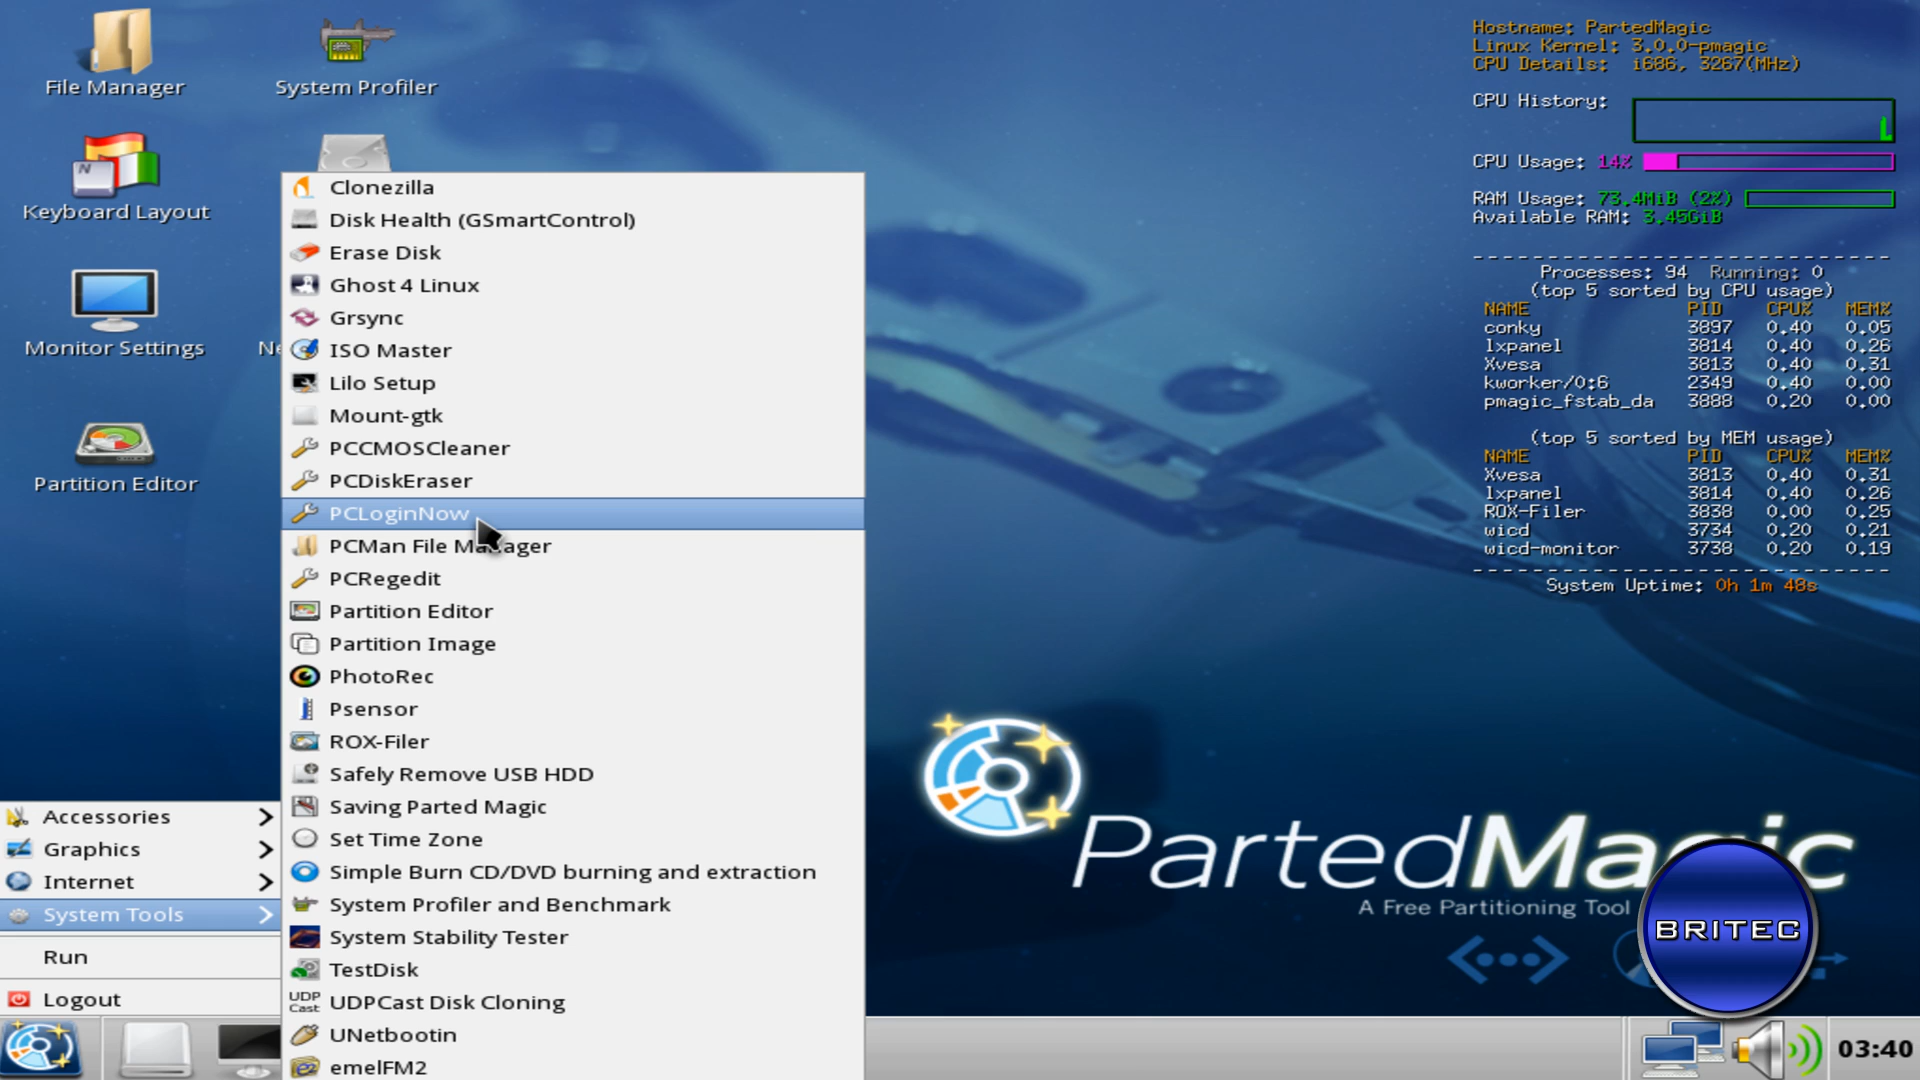 File Manager
System Profiler
Keyboard Layout
Monitor Settings
Ne
Partition Editor
Clonezilla
Disk Health (GSmartControl)
Erase Disk
Ghost 4 Linux
Grsync
ISO Master
Lilo Setup
Mount-gtk
PCCMOSCleaner
PCDiskEraser
PCLoginNow
PCMan File Manager
PCRegedit
Partition Editor
Partition Image
PhotoRec
Psensor
ROX-Filer
Safely Remove USB HDD
Saving Parted Magic
Set Time Zone
Simple Burn CD/DVD burning and extraction
System Profiler and Benchmark
System Stability Tester
TestDisk
UDP Cast UDPCast Disk Cloning
UNetbootin
emelFM2
Accessories
Graphics
Internet
System Tools
Run
Logout
Hostname: PartedMagic
Linux Kernel: 3.0.0-pmagic
CPU Details: i686, 3267(MHz)
CPU History:
CPU Usage: 14%
RAM Usage: 73.4MiB (2%)
Available RAM: 3.45GiB
Processes: 94 Running: 0
(top 5 sorted by CPU usage)
NAME PID CPU% MEM%
conky 3897 0.40 0.05
lxpanel 3814 0.40 0.26
Xvesa 3813 0.40 0.31
kworker/0:6 2349 0.40 0.00
pmagic_fstab_da 3888 0.20 0.00
(top 5 sorted by MEM usage)
NAME PID CPU% MEM%
Xvesa 3813 0.40 0.31
lxpanel 3814 0.40 0.26
ROX-Filer 3838 0.00 0.25
wicd 3734 0.20 0.21
wicd-monitor 3738 0.20 0.19
System Uptime: 0h 1m 48s
PartedMagic
A Free Partitioning Tool
BRITEC
03:40